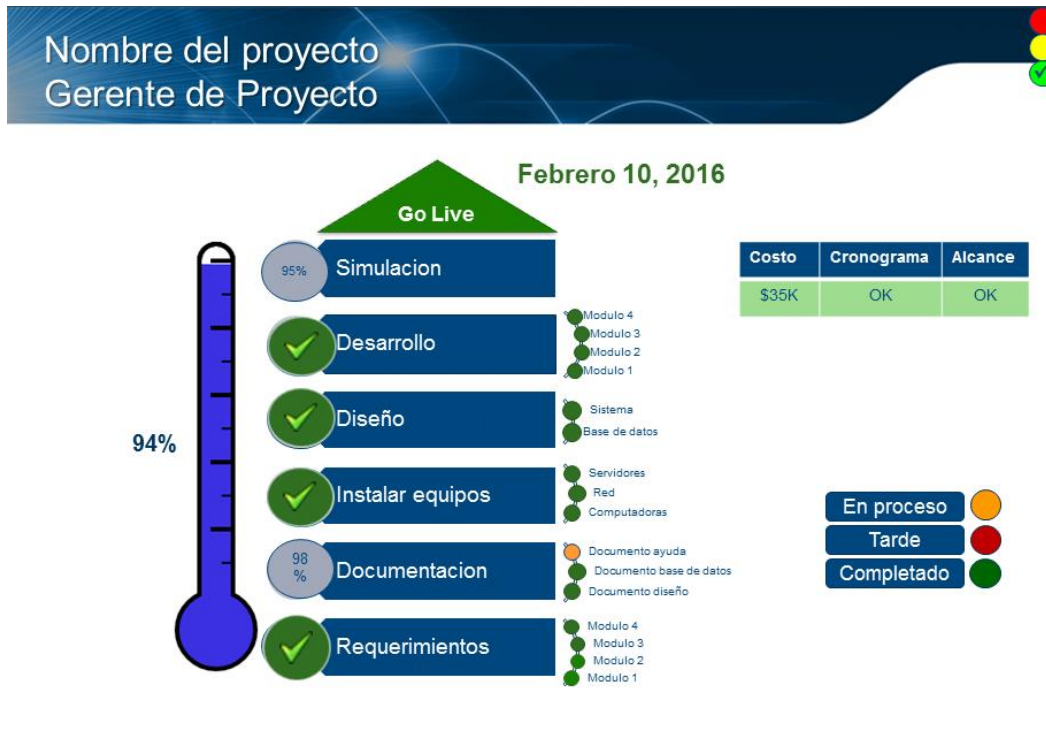 Nombre del proyecto
Gerente de Proyecto
Febrero 10, 2016
Go Live
95%
Simulacion
Costo
Cronograma
Alcance
$35K
OK
OK
Desarrollo
Modulo 4
Modulo 3
Modulo 2
Modulo 1
Diseño
Sistema
Base de datos
94%
Instalar equipos
Servidores
Red
Computadoras
En proceso
Tarde
Completado
98
%
Documentacion
Documento ayuda
Documento base de datos
Documento diseño
Requerimientos
Modulo 4
Modulo 3
Modulo 2
Modulo 1